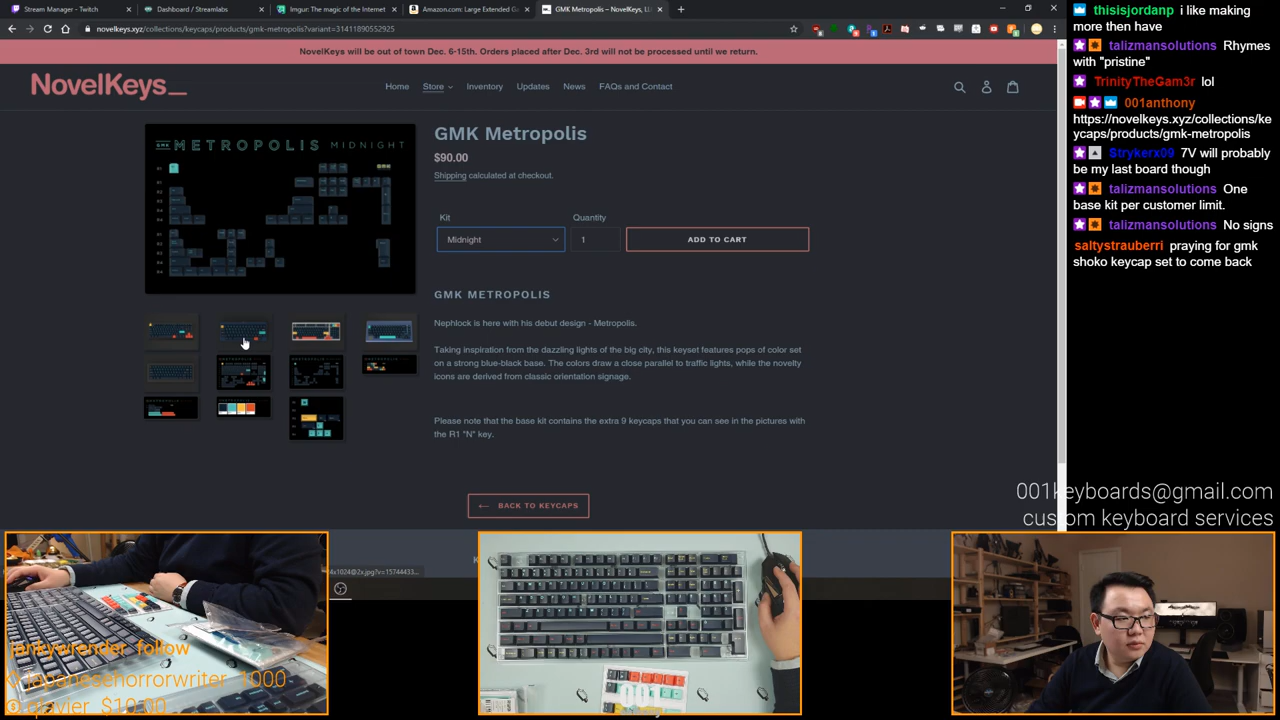 Stream Manager - Twitch
Dashboard / Streamlabs
Imgur: The magic of the Internet
Amazon.com: Large Extended G
GMK Metropolis – NovelKeys, LL
novelkeys.xyz/collections/keycaps/products/gmk-metropolis?variant=31411890552925
NovelKeys will be out of town Dec. 6-15th. Orders placed after Dec. 3rd will not be processed until we return.
NovelKeys_
Home Store Inventory Updates News FAQs and Contact
GMK METROPOLIS MIDNIGHT
GMK Metropolis
$90.00
Shipping calculated at checkout.
Kit Quantity
Midnight 1 ADD TO CART
GMK METROPOLIS
Nephlock is here with his debut design - Metropolis.
Taking inspiration from the dazzling lights of the big city, this keyset features pops of color set
on a strong blue-black base. The colors draw a close parallel to traffic lights, while the novelty
icons are derived from classic orientation signage.
Please note that the base kit contains the extra 9 keycaps that you can see in the pictures with
the R1 "N" key.
BACK TO KEYCAPS
4x1024@2x.jpg?v=15744433...
thisisjordanp i like making
more then have
talizmansolutions Rhymes
with "pristine"
TrinityTheGam3r lol
001anthony
https://novelkeys.xyz/collections/ke
ycaps/products/gmk-metropolis
Strykerx09 7V will probably
be my last board though
talizmansolutions One
base kit per customer limit.
talizmansolutions No signs
saltystrauberri praying for gmk
shoko keycap set to come back
001keyboards@gmail.com
custom keyboard services
jankywrender follow
japanesehorrorwriter 1000
qlavier $10.00